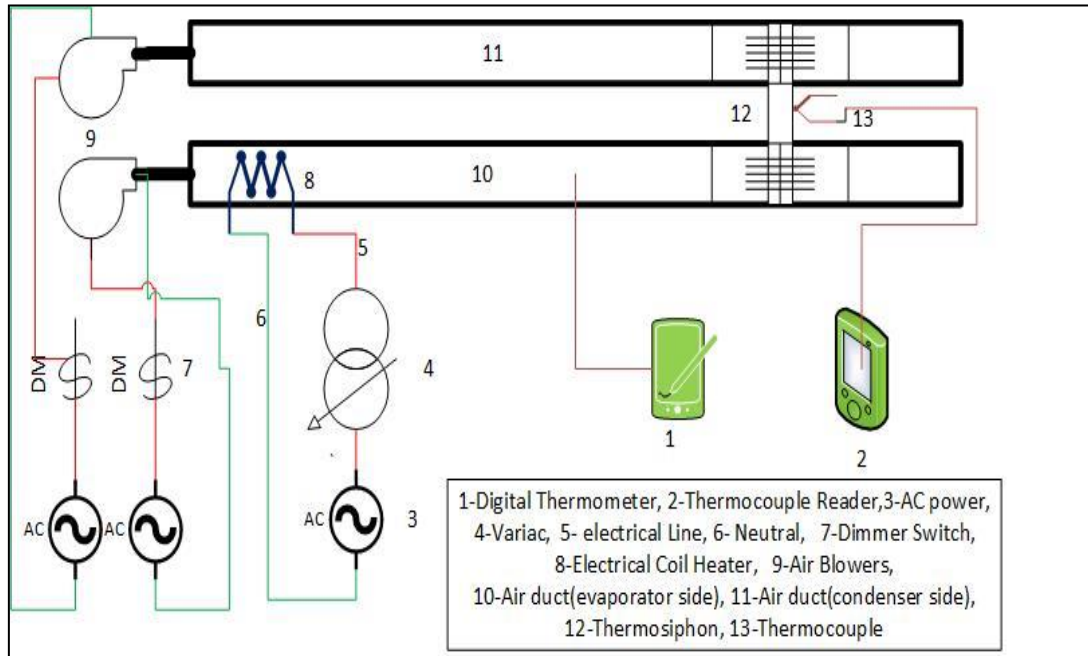 11
12
13
9
10
8
5
6
DM
DM
7
4
1
2
AC
AC
AC
3
1-Digital Thermometer, 2-Thermocouple Reader,3-AC power,
4-Variac, 5- electrical Line, 6- Neutral, 7-Dimmer Switch,
8-Electrical Coil Heater, 9-Air Blowers,
10-Air duct(evaporator side), 11-Air duct(condenser side),
12-Thermosiphon, 13-Thermocouple